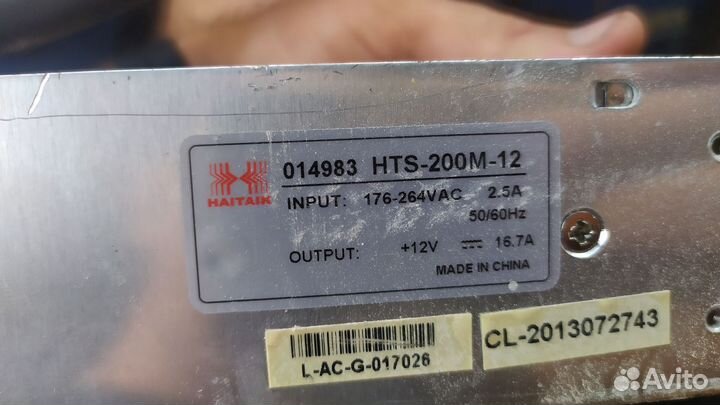 014983 HTS-200M-12
HAITAIK
INPUT: 176-264VAC 2.5A
50/60Hz
OUTPUT: +12V 16.7A
MADE IN CHINA
L-AC-G-017026
CL-2013072743
Avito